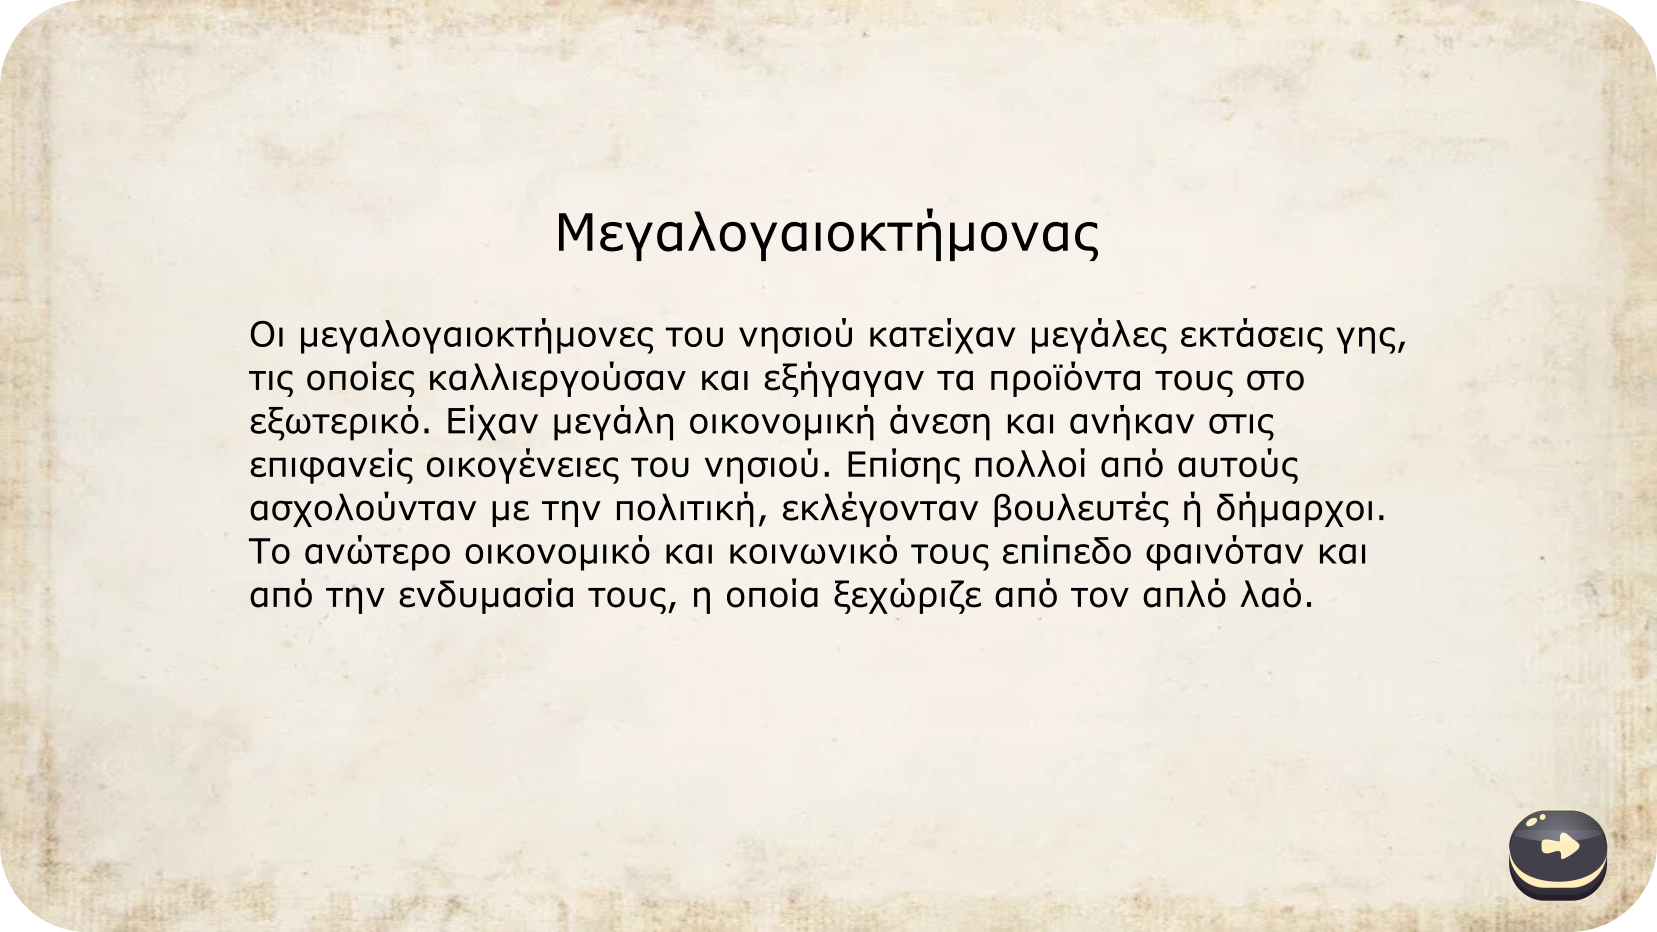 Μεγαλογαιοκτήμονας
Οι μεγαλογαιοκτήμονες του νησιού κατείχαν μεγάλες εκτάσεις γης,
τις οποίες καλλιεργούσαν και εξήγαγαν τα προϊόντα τους στο
εξωτερικό. Είχαν μεγάλη οικονομική άνεση και ανήκαν στις
επιφανείς οικογένειες του νησιού. Επίσης πολλοί από αυτούς
ασχολούνταν με την πολιτική, εκλέγονταν βουλευτές ή δήμαρχοι.
Το ανώτερο οικονομικό και κοινωνικό τους επίπεδο φαινόταν και
από την ενδυμασία τους, η οποία ξεχώριζε από τον απλό λαό.